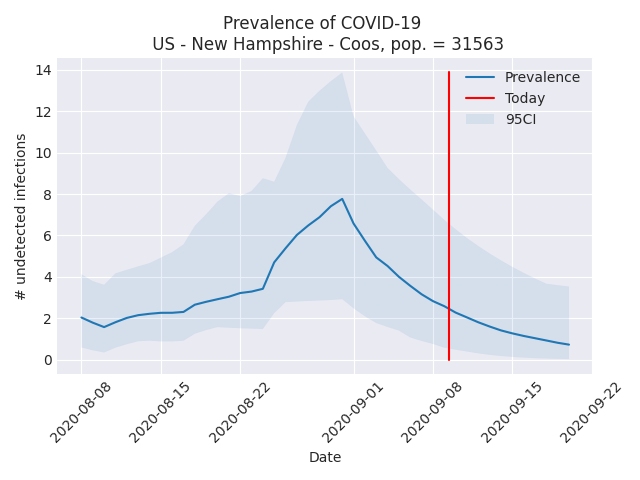 Prevalence of COVID-19
US - New Hampshire - Coos, pop. = 31563
14
12
10
8
6
4
2
0
# undetected infections
Prevalence
Today
95CI
2020-08-08
2020-08-15
2020-08-22
2020-09-01
2020-09-08
2020-09-15
2020-09-22
Date